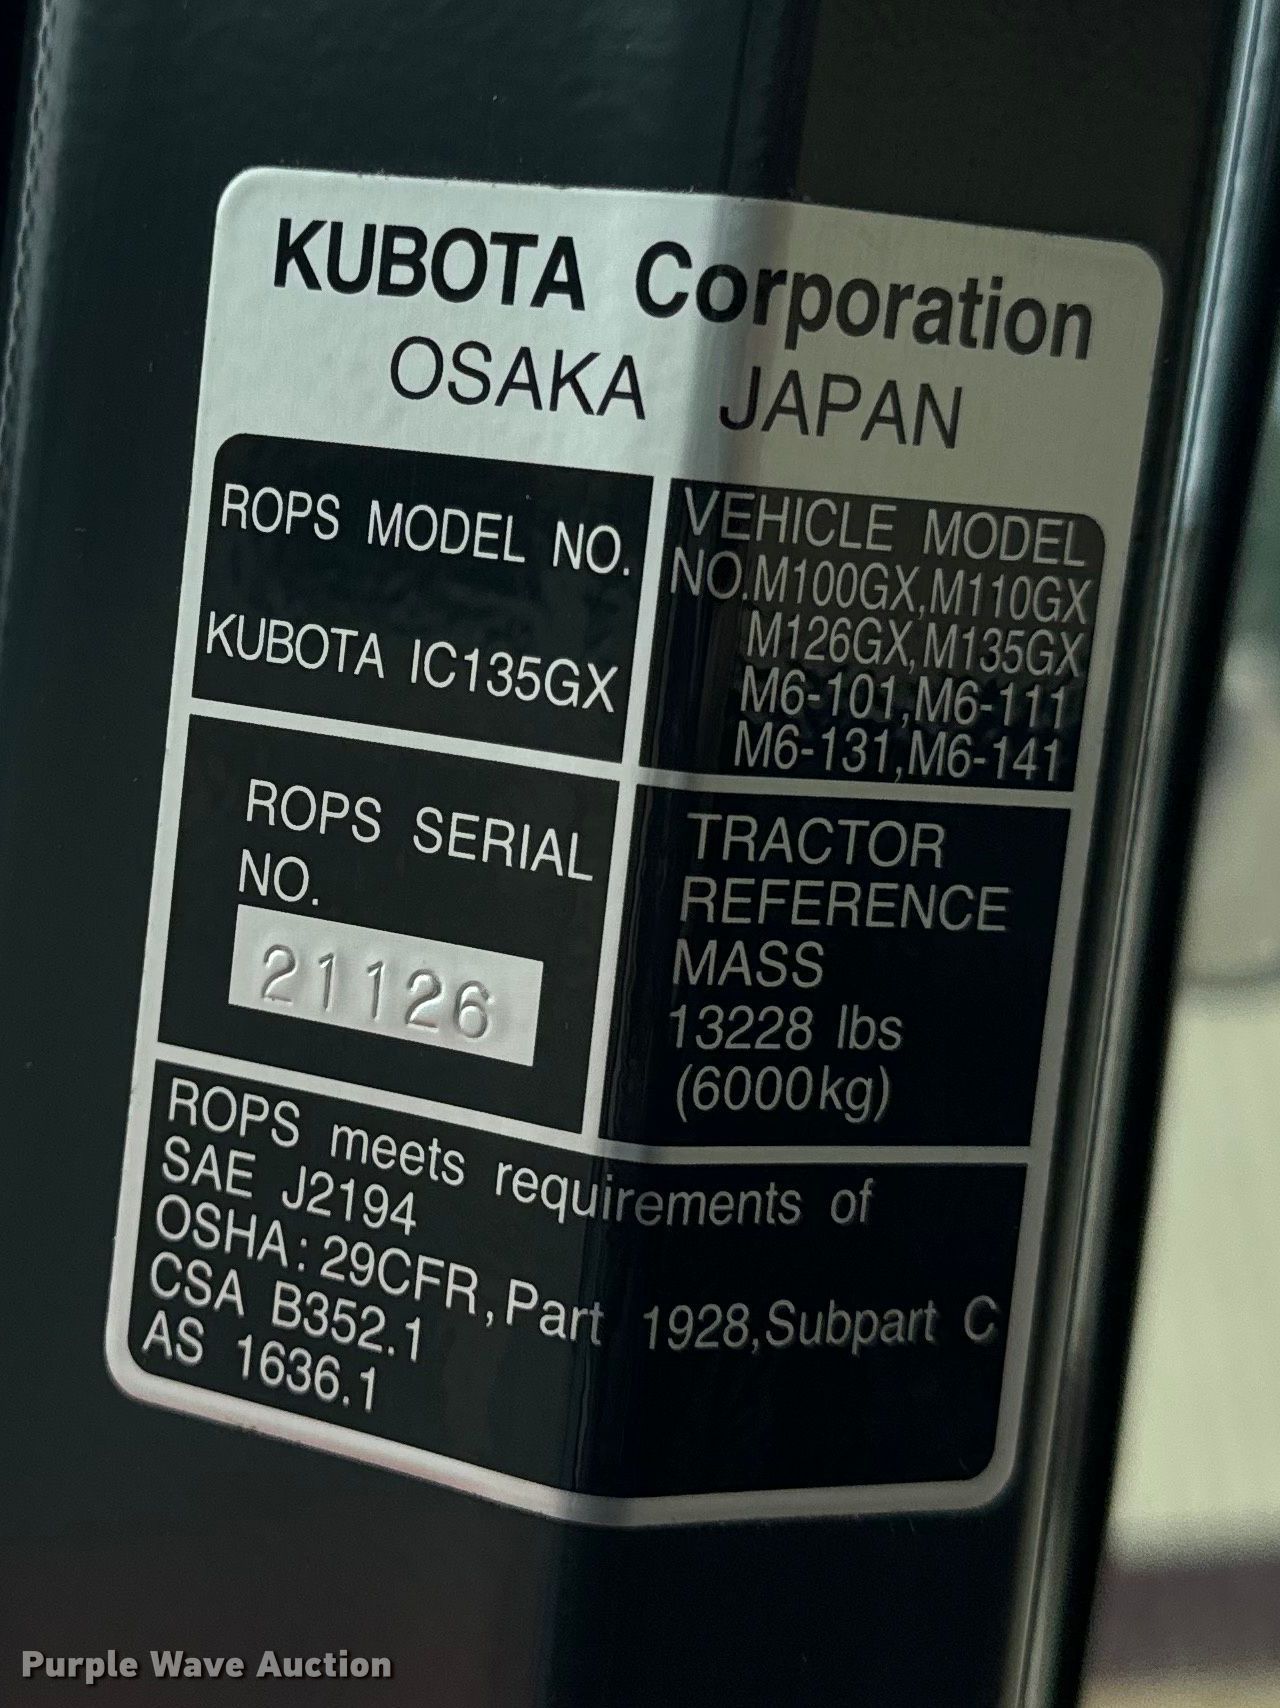 KUBOTA Corporation
OSAKA JAPAN
ROPS MODEL NO.
KUBOTA IC135GX
VEHICLE MODEL
NO.M100GX,M110GX
M126GX,M135GX
M6-101,M6-111
M6-131,M6-141
ROPS SERIAL
NO.
21126
TRACTOR
REFERENCE
MASS
13228 lbs
(6000kg)
ROPS meets requirements of
SAE J2194
OSHA:29CFR,Part 1928,Subpart C
CSA B352.1
AS 1636.1
Purple Wave Auction